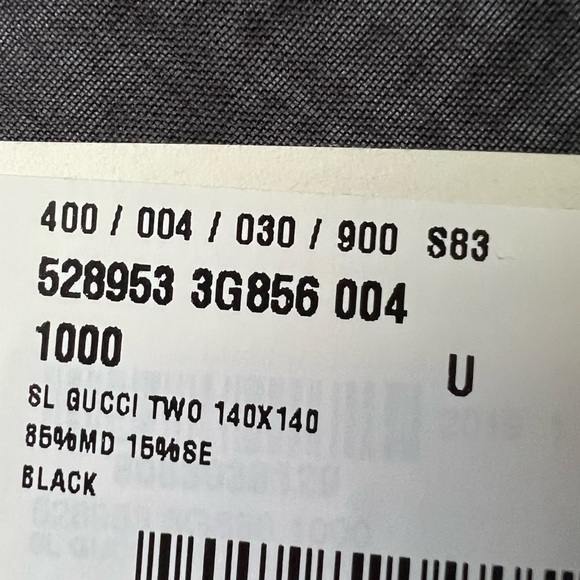 400 / 004 / 030 / 900 S83
528953 3G856 004
1000
U
SL GUCCI TWO 140X140
85%MD 15%SE
BLACK